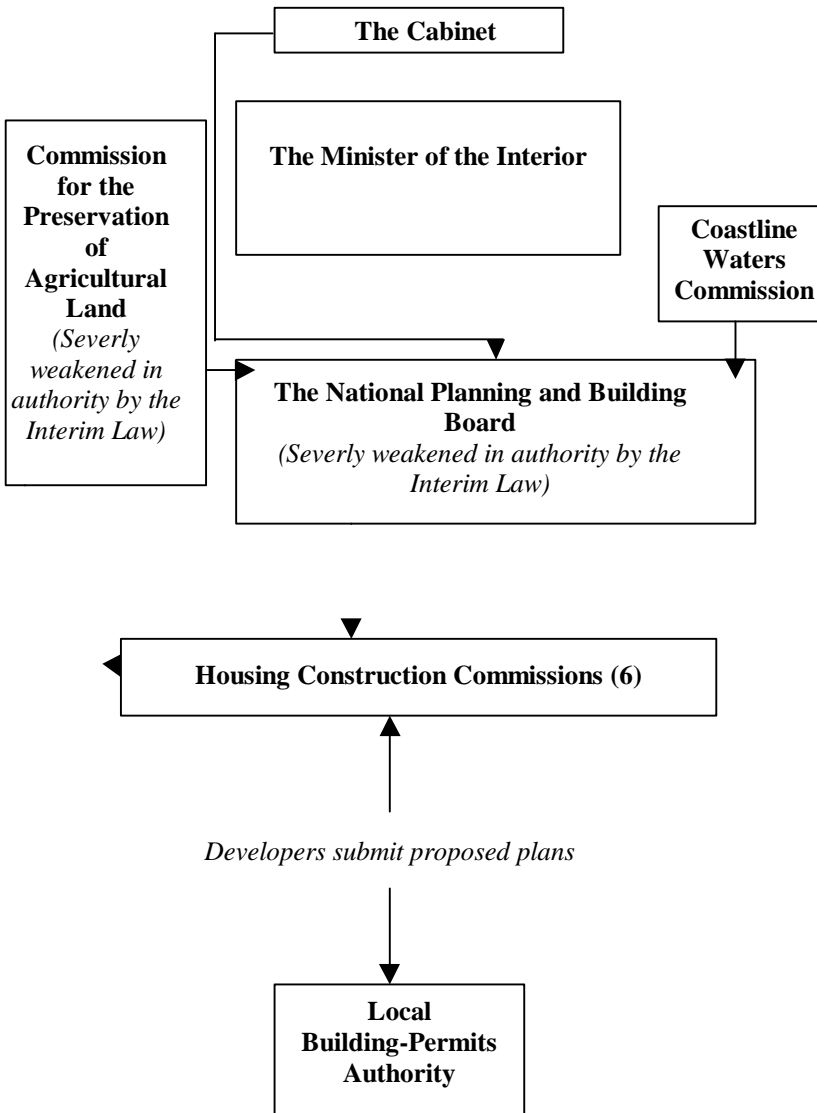 The Cabinet
The Minister of the Interior
Commission
for the
Preservation
of
Agricultural
Land
(Severly
weakened in
authority by the
Interim Law)
Coastline
Waters
Commission
The National Planning and Building
Board
(Severly weakened in authority by the
Interim Law)
Housing Construction Commissions (6)
Developers submit proposed plans
Local
Building-Permits
Authority